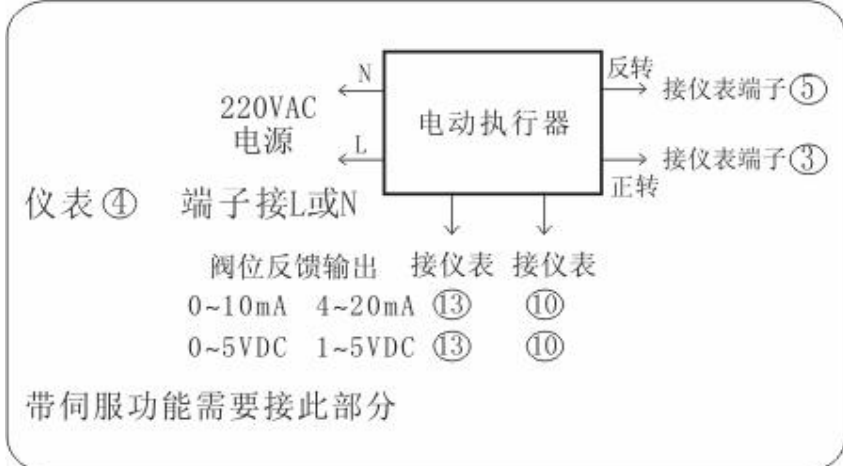 N
反转
接仪表端子⑤
220VAC
电源
电动执行器
L
接仪表端子③
正转
仪表④ 端子接L或N
阀位反馈输出 接仪表 接仪表
0~10mA 4~20mA ⑬ ⑩
0~5VDC 1~5VDC ⑬ ⑩
带伺服功能需要接此部分